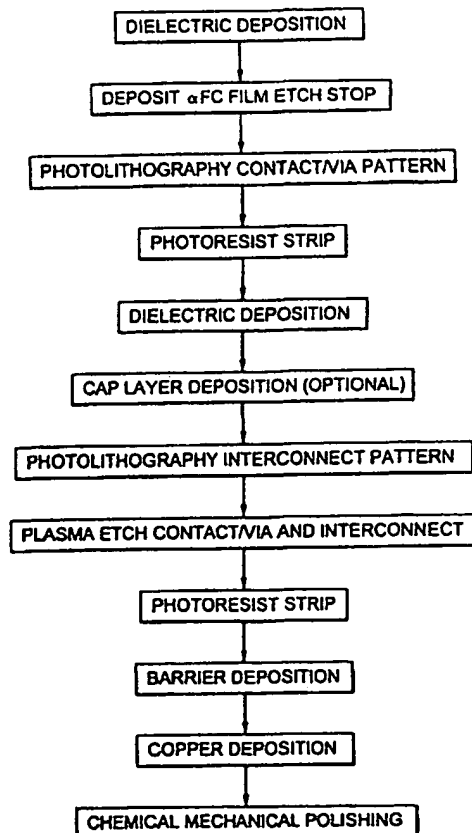 DIELECTRIC DEPOSITION
DEPOSIT αFC FILM ETCH STOP
PHOTOLITHOGRAPHY CONTACT/VIA PATTERN
PHOTORESIST STRIP
DIELECTRIC DEPOSITION
CAP LAYER DEPOSITION (OPTIONAL)
PHOTOLITHOGRAPHY INTERCONNECT PATTERN
PLASMA ETCH CONTACT/VIA AND INTERCONNECT
PHOTORESIST STRIP
BARRIER DEPOSITION
COPPER DEPOSITION
CHEMICAL MECHANICAL POLISHING